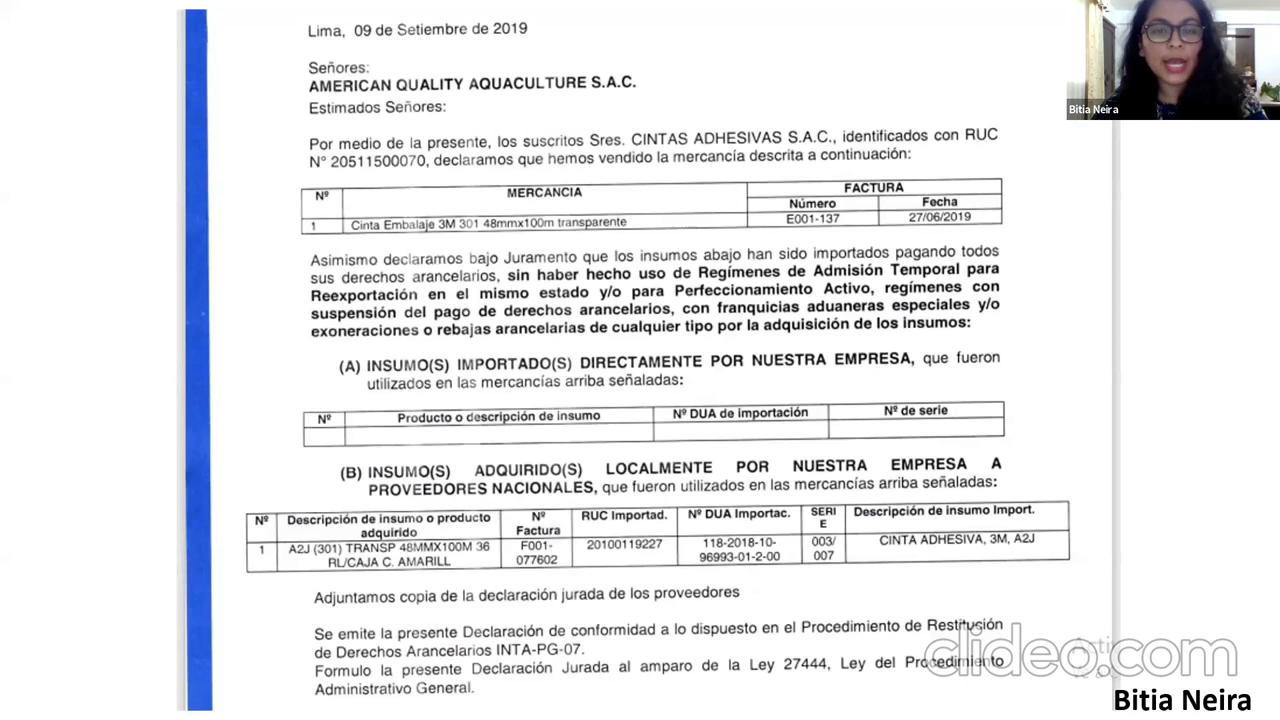 Lima, 09 de Setiembre de 2019
Señores:
AMERICAN QUALITY AQUACULTURE S.A.C.
Estimados Señores:
Por medio de la presente, los suscritos Sres. CINTAS ADHESIVAS S.A.C., identificados con RUC
N° 20511500070, declaramos que hemos vendido la mercancía descrita a continuación:
Nº MERCANCIA FACTURA
Número Fecha
1 Cinta Embalaje 3M 301 48mmx100m transparente E001-137 27/06/2019
Asimismo declaramos bajo Juramento que los insumos abajo han sido importados pagando todos
sus derechos arancelarios, sin haber hecho uso de Regímenes de Admisión Temporal para
Reexportación en el mismo estado y/o para Perfeccionamiento Activo, regímenes con
suspensión del pago de derechos arancelarios, con franquicias aduaneras especiales y/o
exoneraciones o rebajas arancelarias de cualquier tipo por la adquisición de los insumos:
(A) INSUMO(S) IMPORTADO(S) DIRECTAMENTE POR NUESTRA EMPRESA, que fueron
utilizados en las mercancías arriba señaladas:
Nº Producto o descripción de insumo Nº DUA de importación Nº de serie
(B) INSUMO(S) ADQUIRIDO(S) LOCALMENTE POR NUESTRA EMPRESA A
PROVEEDORES NACIONALES, que fueron utilizados en las mercancías arriba señaladas:
Nº Descripción de insumo o producto adquirido Nº Factura RUC Importad. Nº DUA Importac. SERI E Descripción de insumo Import.
1 A2J (301) TRANSP 48MMX100M 36 RL/CAJA C. AMARILL F001-077602 20100119227 118-2018-10-96993-01-2-00 003/007 CINTA ADHESIVA, 3M, A2J
Adjuntamos copia de la declaración jurada de los proveedores
Se emite la presente Declaración de conformidad a lo dispuesto en el Procedimiento de Restitución
de Derechos Arancelarios INTA-PG-07.
Formulo la presente Declaración Jurada al amparo de la Ley 27444, Ley del Procedimiento
Administrativo General.
clideo.com
Bitia Neira
Bitia Neira